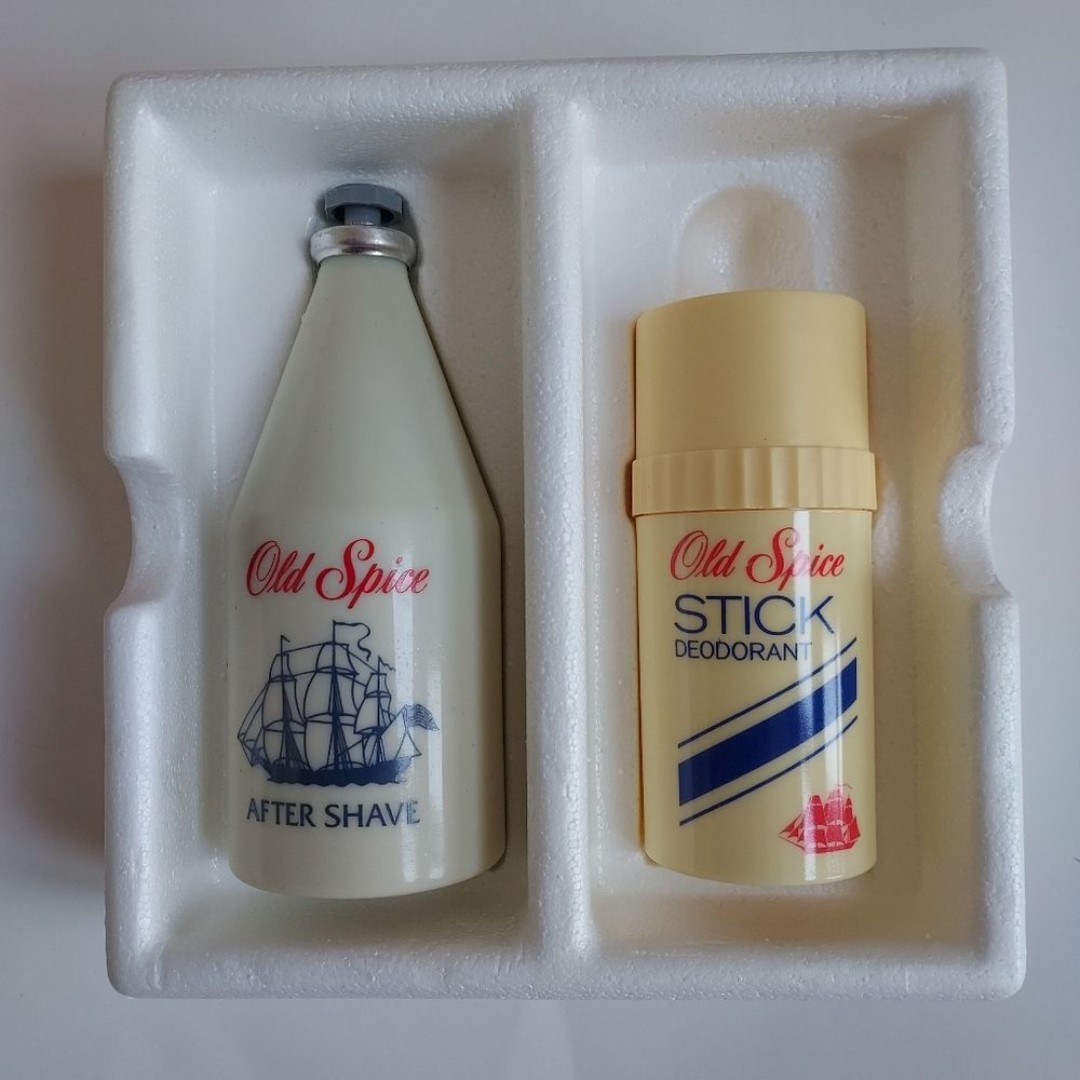 Old Spice
AFTER SHAVE
Old Spice
STICK
DEODORANT